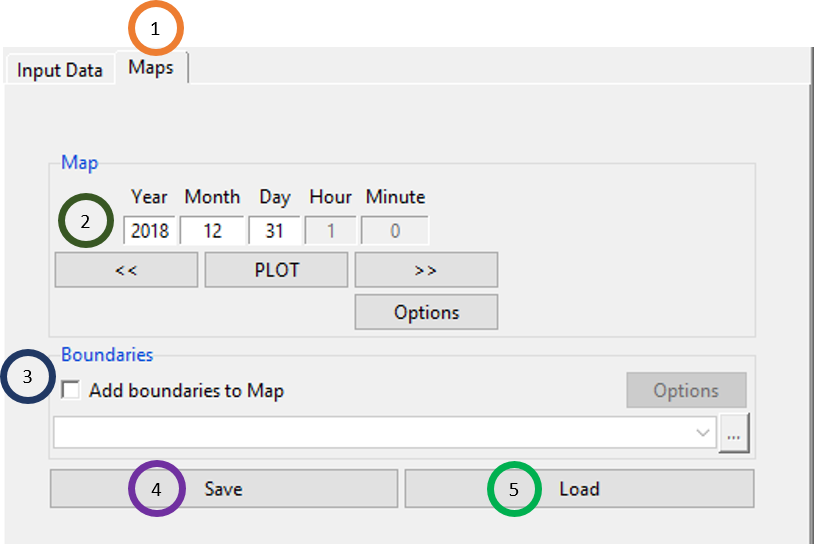 1
Input Data Maps
Map
Year Month Day Hour Minute
2 2018 12 31 1 0
<< PLOT >>
Options
Boundaries
3 Add boundaries to Map Options
...
4 Save 5 Load